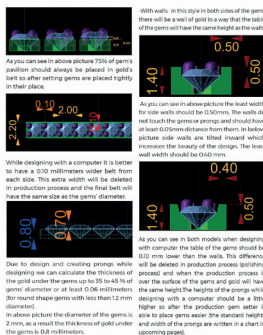 As you can see in above picture 75% of gem's
pavilion should always be placed in gold's
belt so after setting gems are placed tightly
in their place.
0.10
2.00
2.20
While designing with a computer it is better
to have a 0.10 millimeters wider belt from
each side. This extra width will be deleted
in production process and the final belt will
have the same size as the gems' diameter.
0.80
0.70
Due to design and creating prongs while
designing we can calculate the thickness of
the gold under the gems up to 35 to 45 % of
gems' diameter or at least 0.06 millimeters
(for round shape gems with less than 1.2 mm
diameter).
In above picture the diameter of the gems is
2 mm, as a result the thickness of gold under
the gems is 0.8 millimeters.
-With walls: In this style in both sides of the gems
there will be a wall of gold in a way that the table
of the gems will have the same height as the walls.
0.50
0.50
1.40
-As you can see in above picture the least width
for side walls should be 0.50mm. The walls do
not touch the gems or prongs and should have
at least 0.05mm distance from them. In below
picture side walls are tilted inward which
increases the beauty of the design. The least
wall width should be 0.40 mm.
0.40
0.50
1.40
As you can see in both models when designing
with computer the table of the gems should be
0.10 mm lower than the walls. This difference
will be deleted in production process (polishing
process) and when the production process is
over the surface of the gems and gold will have
the same height.The heights of the prongs while
designing with a computer should be a little
higher so after the production gem setter is
able to place gems easier (the standard height
and width of the prongs are written in a chart in
upcoming pages).